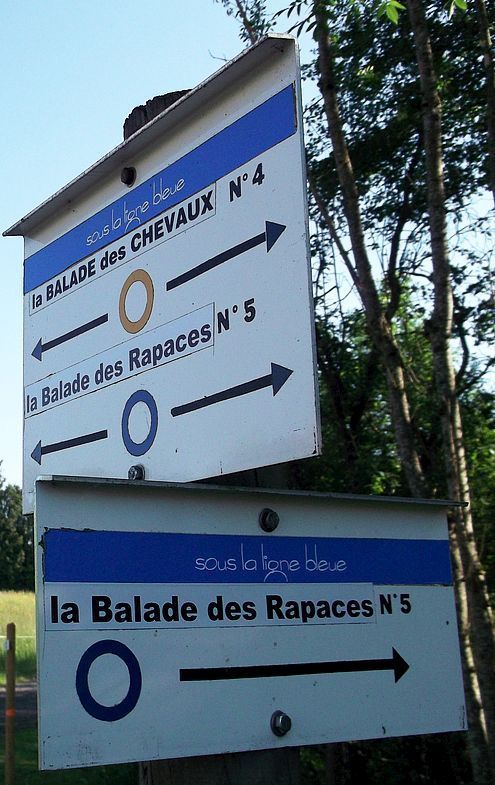 sous la ligne bleue
la BALADE des CHEVAUX N°4
la Balade des Rapaces N°5
sous la ligne bleue
la Balade des Rapaces N°5